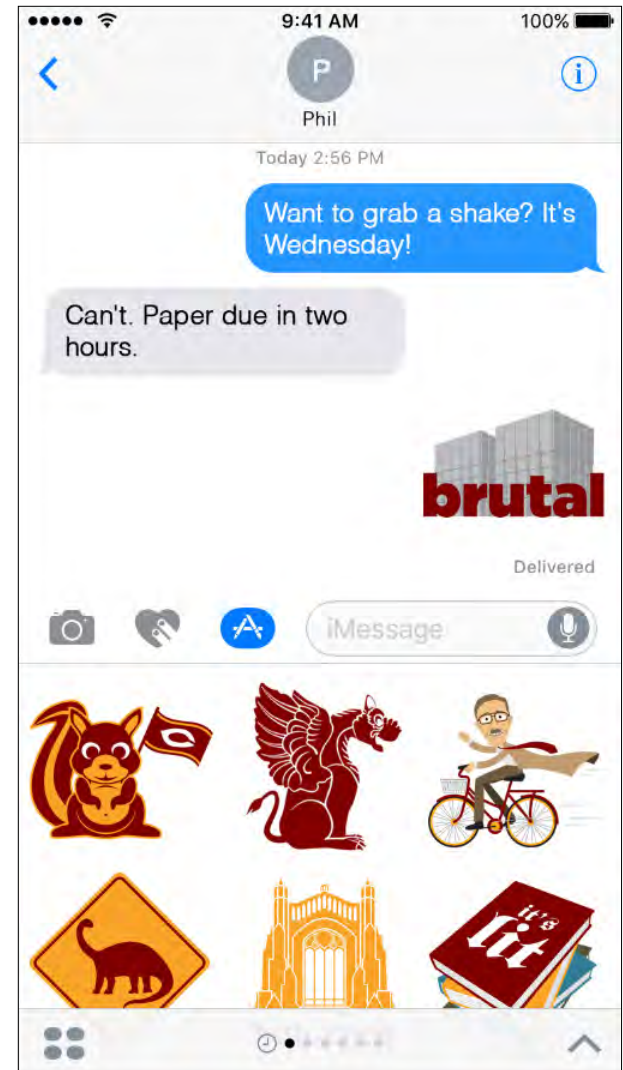 9:41 AM
100%
P
Phil
Today 2:56 PM
Want to grab a shake? It's
Wednesday!
Can't. Paper due in two
hours.
brutal
Delivered
iMessage
C
it's
lit